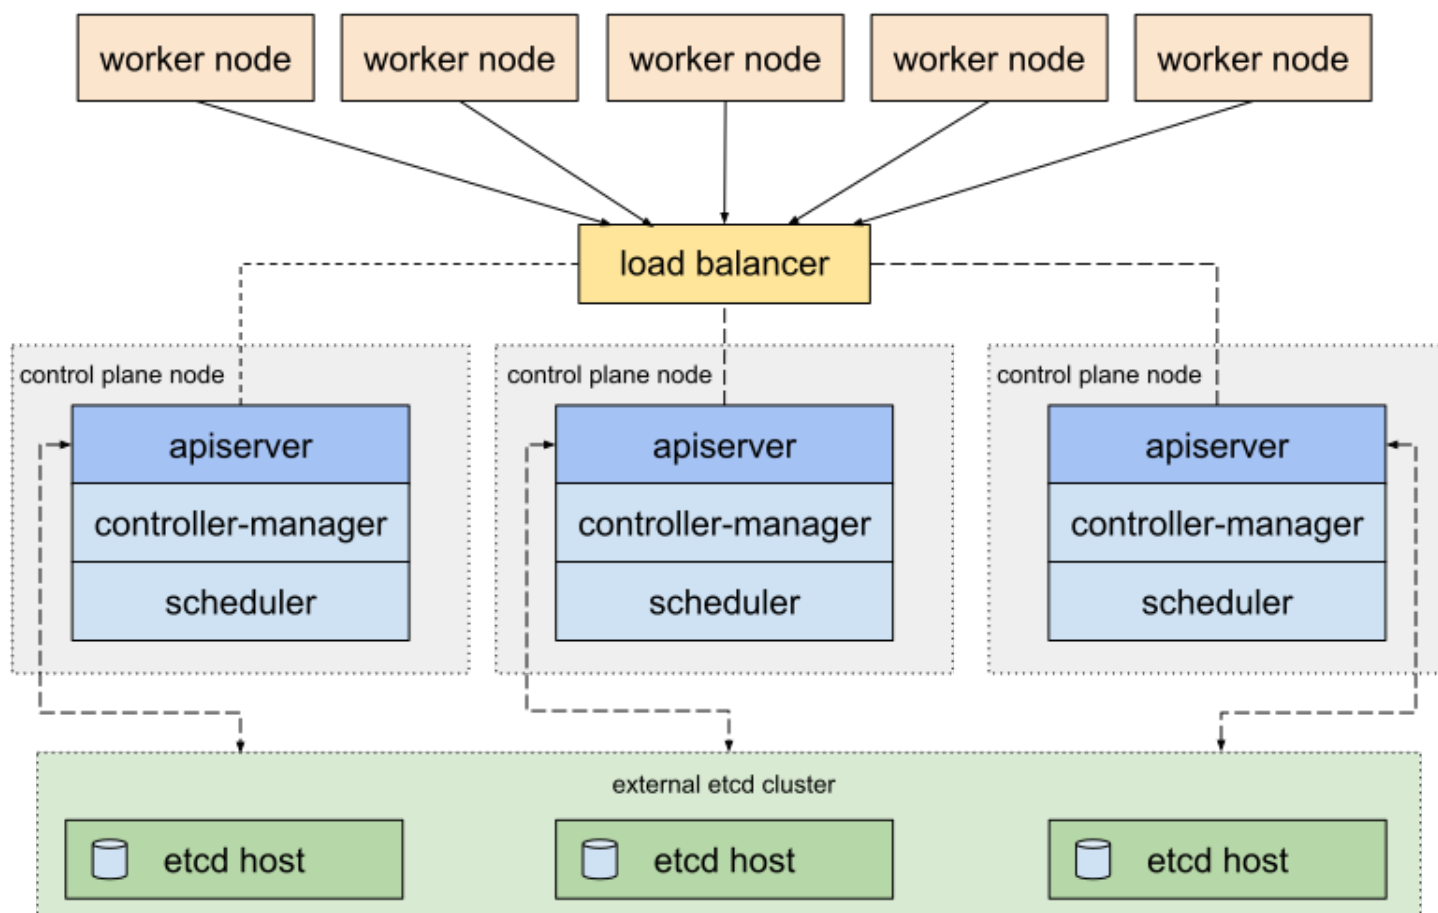 worker node
worker node
worker node
worker node
worker node
load balancer
control plane node
control plane node
control plane node
apiserver
apiserver
apiserver
controller-manager
controller-manager
controller-manager
scheduler
scheduler
scheduler
external etcd cluster
etcd host
etcd host
etcd host